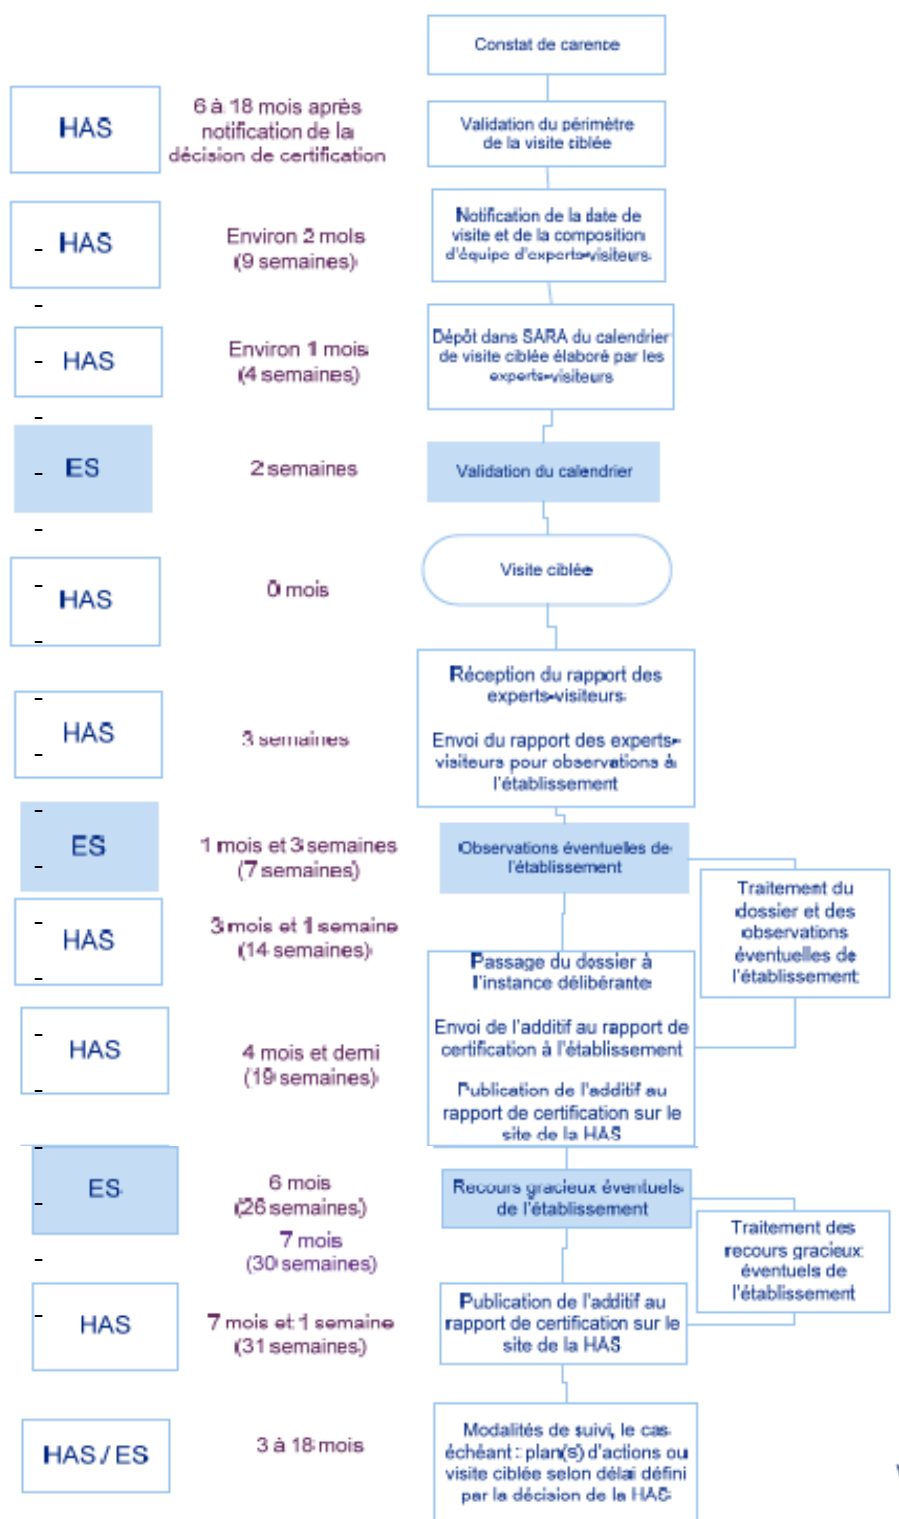 Constat de carence
HAS
6 à 18 mois après
notification de la
décision de certification
Validation du périmètre
de la visite ciblée
HAS
Environ 2 mois
(9 semaines)
Notification de la date de
visite et de la composition
d'équipe d'experts-visiteurs
HAS
Environ 1 mois
(4 semaines)
Dépôt dans SARA du calendrier
de visite ciblée élaboré par les
experts-visiteurs
ES
2 semaines
Validation du calendrier
HAS
0 mois
Visite ciblée
HAS
3 semaines
Réception du rapport des
experts-visiteurs
Envoi du rapport des experts-
visiteurs pour observations à
l'établissement
ES
1 mois et 3 semaines
(7 semaines)
Observations éventuelles de
l'établissement
Traitement du
dossier et des
observations
éventuelles de
l'établissement
HAS
3 mois et 1 semaine
(14 semaines)
Passage du dossier à
l'instance délibérante
HAS
4 mois et demi
(19 semaines)
Envoi de l'additif au rapport de
certification à l'établissement
Publication de l'additif au
rapport de certification sur le
site de la HAS
ES
6 mois
(26 semaines)
Recours gracieux éventuels
de l'établissement
7 mois
(30 semaines)
Traitement des
recours gracieux
éventuels de
l'établissement
HAS
7 mois et 1 semaine
(31 semaines)
Publication de l'additif au
rapport de certification sur le
site de la HAS
HAS / ES
3 à 18 mois
Modalités de suivi, le cas
échéant : plan(s) d'actions ou
visite ciblée selon délai défini
par la décision de la HAS